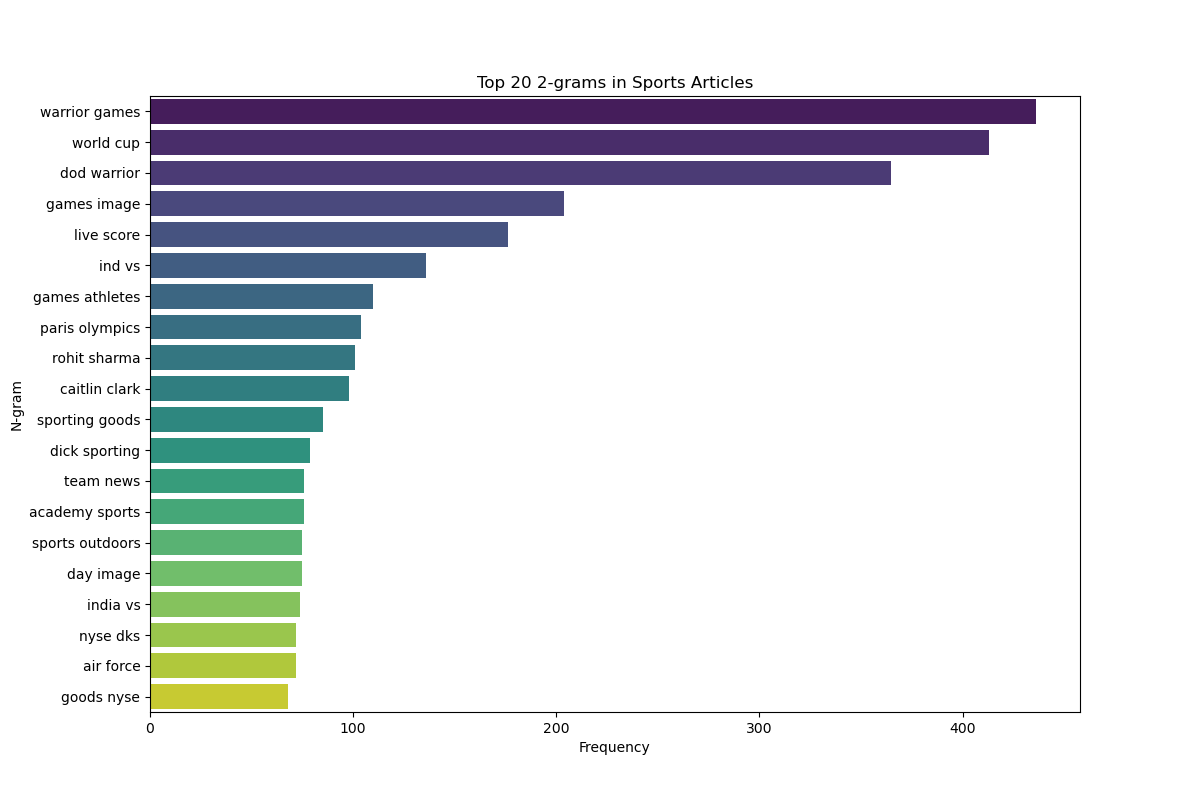 Top 20 2-grams in Sports Articles
warrior games
world cup
dod warrior
games image
live score
ind vs
games athletes
paris olympics
rohit sharma
caitlin clark
sporting goods
dick sporting
team news
academy sports
sports outdoors
day image
india vs
nyse dks
air force
goods nyse
N-gram
0 100 200 300 400
Frequency